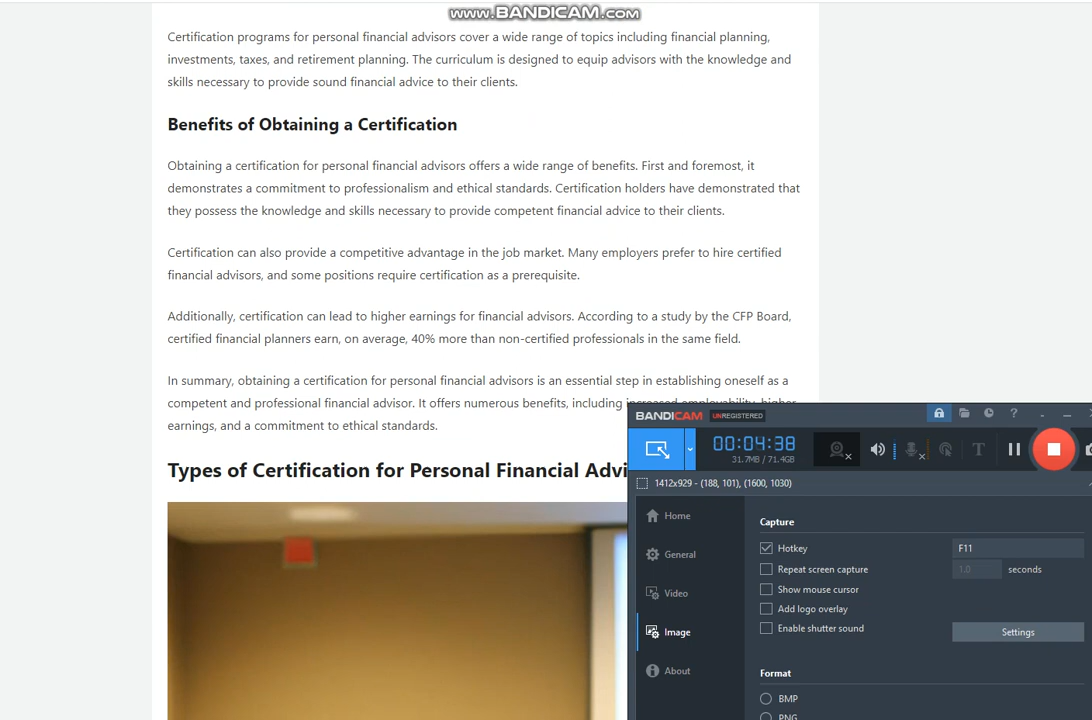 www.BANDICAM.com
Certification programs for personal financial advisors cover a wide range of topics including financial planning,
investments, taxes, and retirement planning. The curriculum is designed to equip advisors with the knowledge and
skills necessary to provide sound financial advice to their clients.
Benefits of Obtaining a Certification
Obtaining a certification for personal financial advisors offers a wide range of benefits. First and foremost, it
demonstrates a commitment to professionalism and ethical standards. Certification holders have demonstrated that
they possess the knowledge and skills necessary to provide competent financial advice to their clients.
Certification can also provide a competitive advantage in the job market. Many employers prefer to hire certified
financial advisors, and some positions require certification as a prerequisite.
Additionally, certification can lead to higher earnings for financial advisors. According to a study by the CFP Board,
certified financial planners earn, on average, 40% more than non-certified professionals in the same field.
In summary, obtaining a certification for personal financial advisors is an essential step in establishing oneself as a
competent and professional financial advisor. It offers numerous benefits, including increased employability, higher
earnings, and a commitment to ethical standards.
Types of Certification for Personal Financial Advi
BANDICAM UNREGISTERED
00:04:38
31.7MB / 71.4GB
1412x929 - (188, 101), (1600, 1030)
Home
General
Video
Image
About
Capture
Hotkey F11
Repeat screen capture 1.0 seconds
Show mouse cursor
Add logo overlay
Enable shutter sound Settings
Format
BMP
PNG